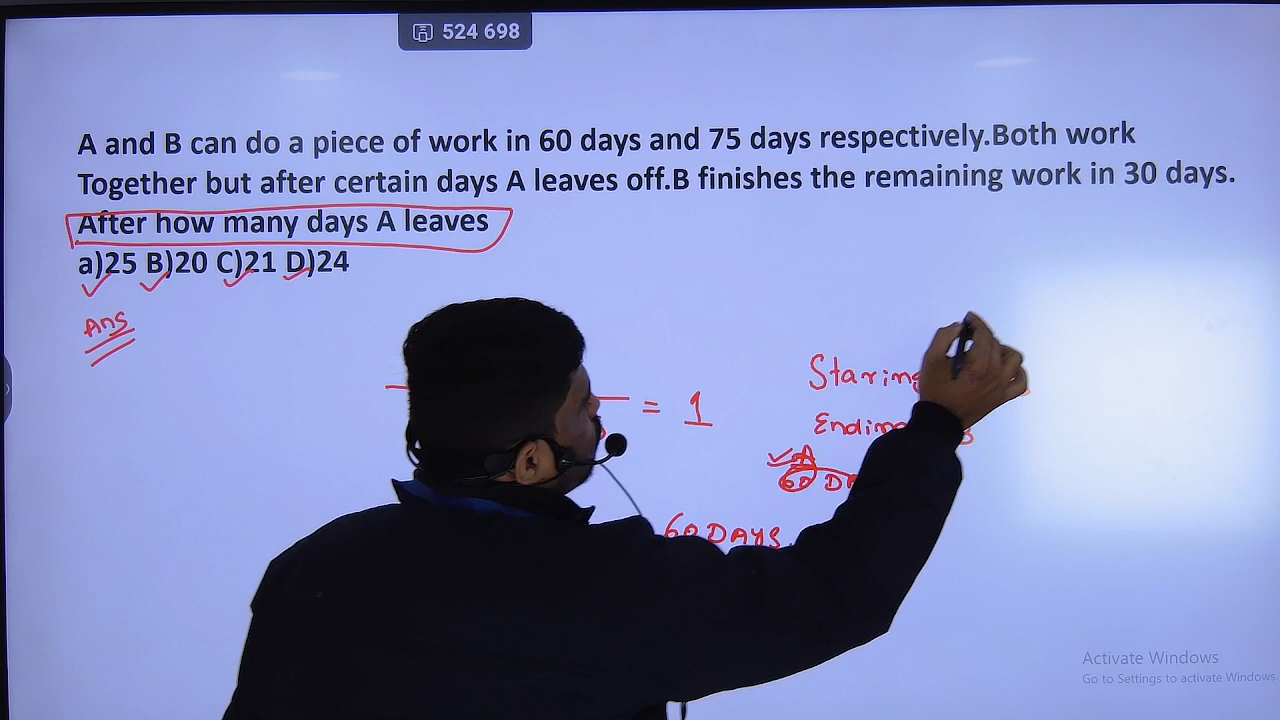 524 698
A and B can do a piece of work in 60 days and 75 days respectively.Both work
Together but after certain days A leaves off.B finishes the remaining work in 30 days.
After how many days A leaves
a)25 B)20 C)21 D)24
Ans
= 1
A
60
60 DAYS
Activate Windows
Go to Settings to activate Windows.